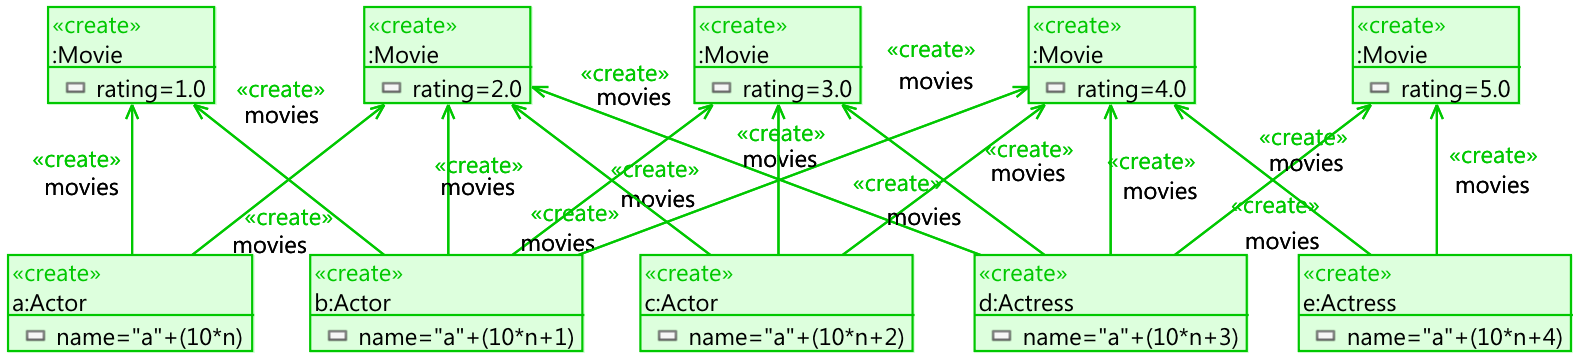 «create»
:Movie
rating=1.0
«create»
:Movie
rating=2.0
«create»
:Movie
rating=3.0
«create»
:Movie
rating=4.0
«create»
:Movie
rating=5.0
«create»
movies
«create»
movies
«create»
movies
«create»
movies
«create»
movies
«create»
movies
«create»
movies
«create»
movies
«create»
movies
«create»
movies
«create»
movies
«create»
movies
«create»
movies
«create»
movies
«create»
a:Actor
name="a"+(10*n)
«create»
b:Actor
name="a"+(10*n+1)
«create»
c:Actor
name="a"+(10*n+2)
«create»
d:Actress
name="a"+(10*n+3)
«create»
e:Actress
name="a"+(10*n+4)